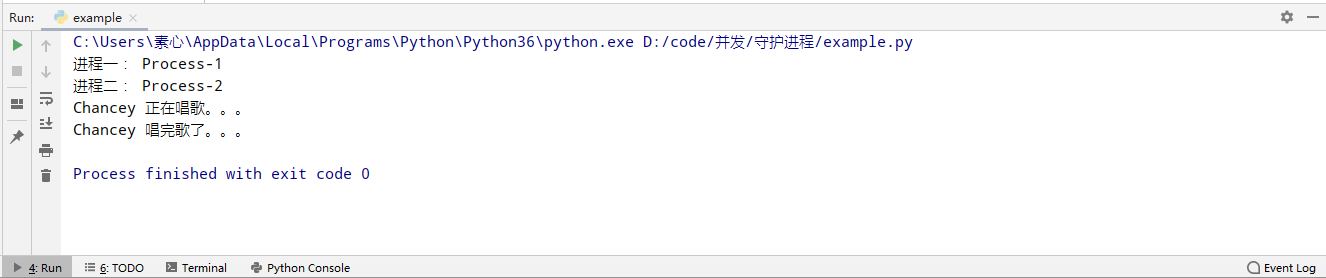 Run: example
C:\Users\素心\AppData\Local\Programs\Python\Python36\python.exe D:/code/并发/守护进程/example.py
进程一： Process-1
进程二： Process-2
Chancey 正在唱歌。。。
Chancey 唱完歌了。。。
Process finished with exit code 0
4: Run 6: TODO Terminal Python Console Event Log